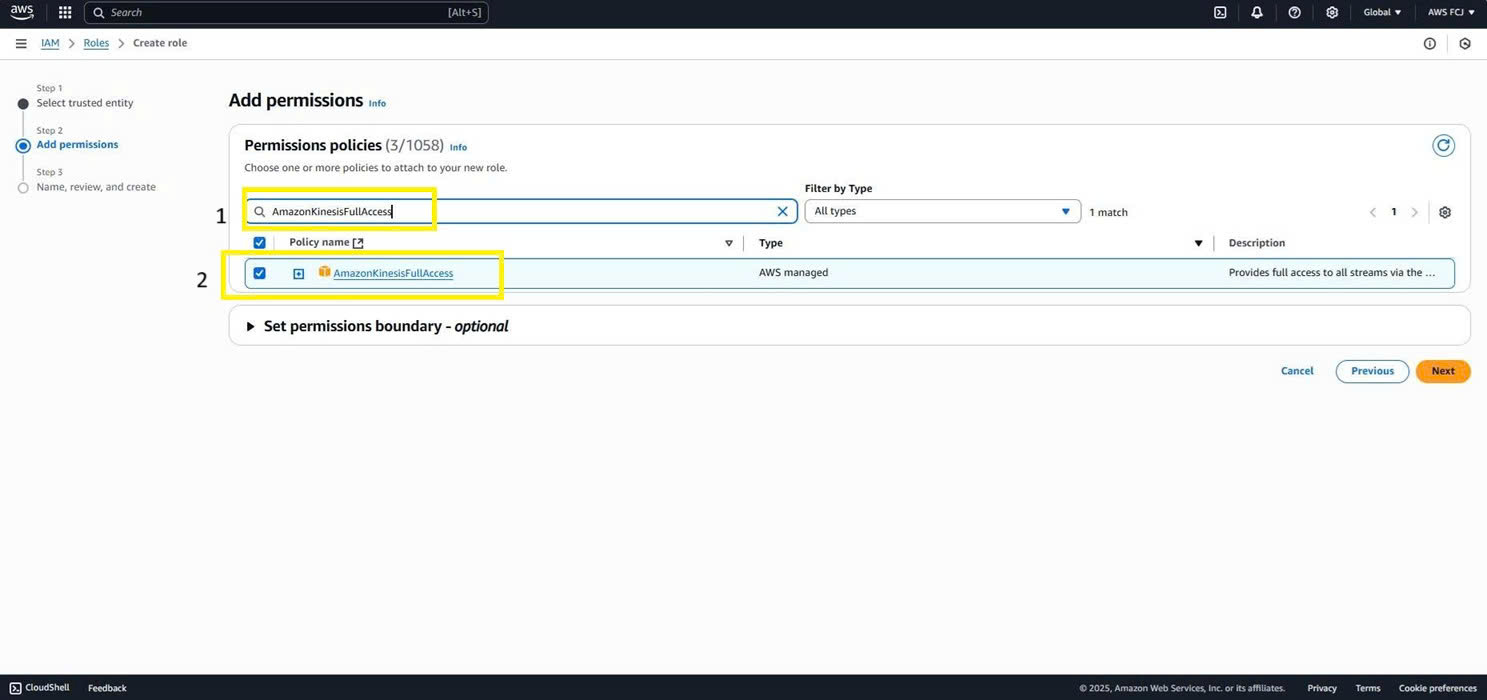 aws
Search [Alt+S] Global AWS FCJ
IAM Roles Create role
Step 1
Select trusted entity
Step 2
Add permissions
Step 3
Name, review, and create
Add permissions Info
Permissions policies (3/1058) Info
Choose one or more policies to attach to your new role.
Filter by Type
1 AmazonKinesisFullAccess All types 1 match 1
Policy name Type Description
2 AmazonKinesisFullAccess AWS managed Provides full access to all streams via the ...
Set permissions boundary - optional
Cancel Previous Next
CloudShell Feedback © 2025, Amazon Web Services, Inc. or its affiliates. Privacy Terms Cookie preferences